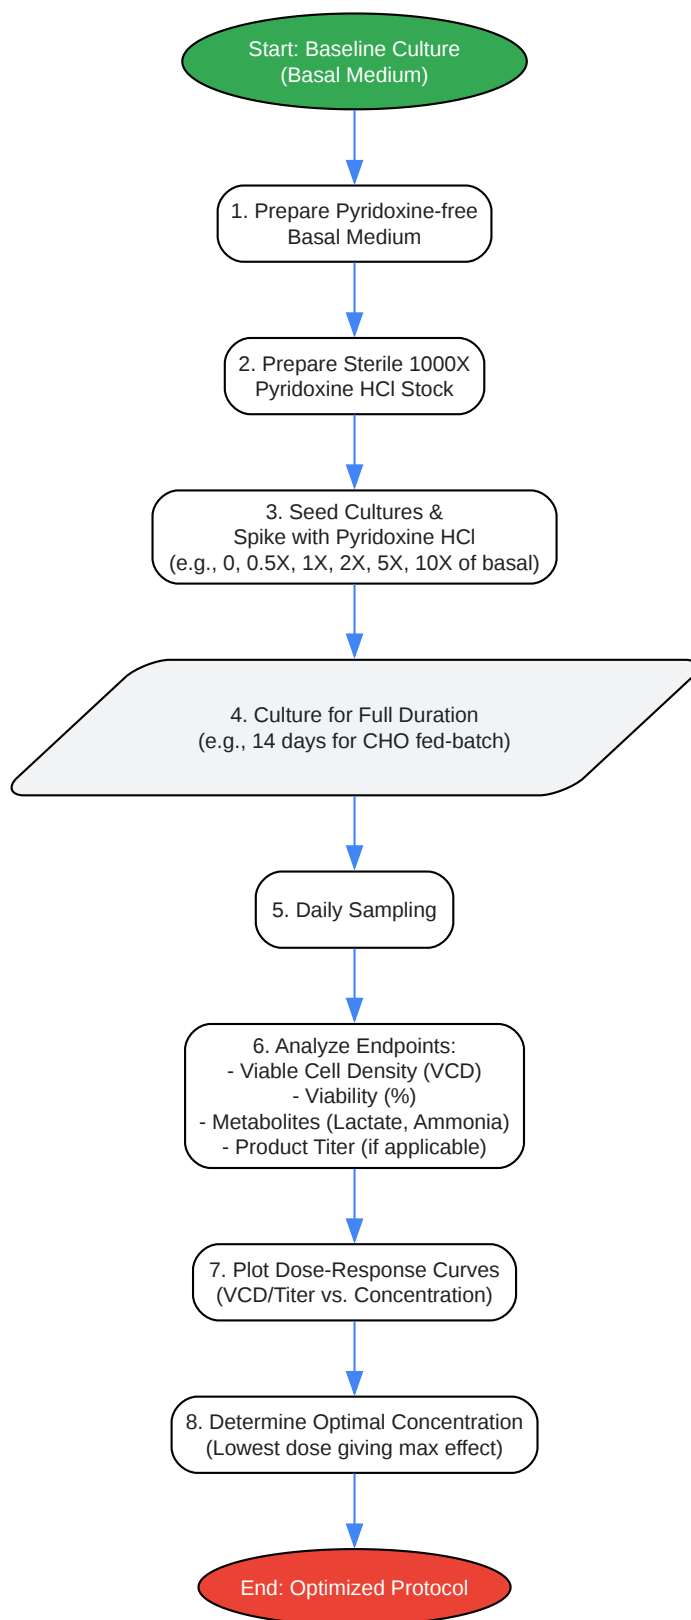 Start: Baseline Culture
(Basal Medium)
1. Prepare Pyridoxine-free
Basal Medium
2. Prepare Sterile 1000X
Pyridoxine HCl Stock
3. Seed Cultures &
Spike with Pyridoxine HCl
(e.g., 0, 0.5X, 1X, 2X, 5X, 10X of basal)
4. Culture for Full Duration
(e.g., 14 days for CHO fed-batch)
5. Daily Sampling
6. Analyze Endpoints:
- Viable Cell Density (VCD)
- Viability (%)
- Metabolites (Lactate, Ammonia)
- Product Titer (if applicable)
7. Plot Dose-Response Curves
(VCD/Titer vs. Concentration)
8. Determine Optimal Concentration
(Lowest dose giving max effect)
End: Optimized Protocol